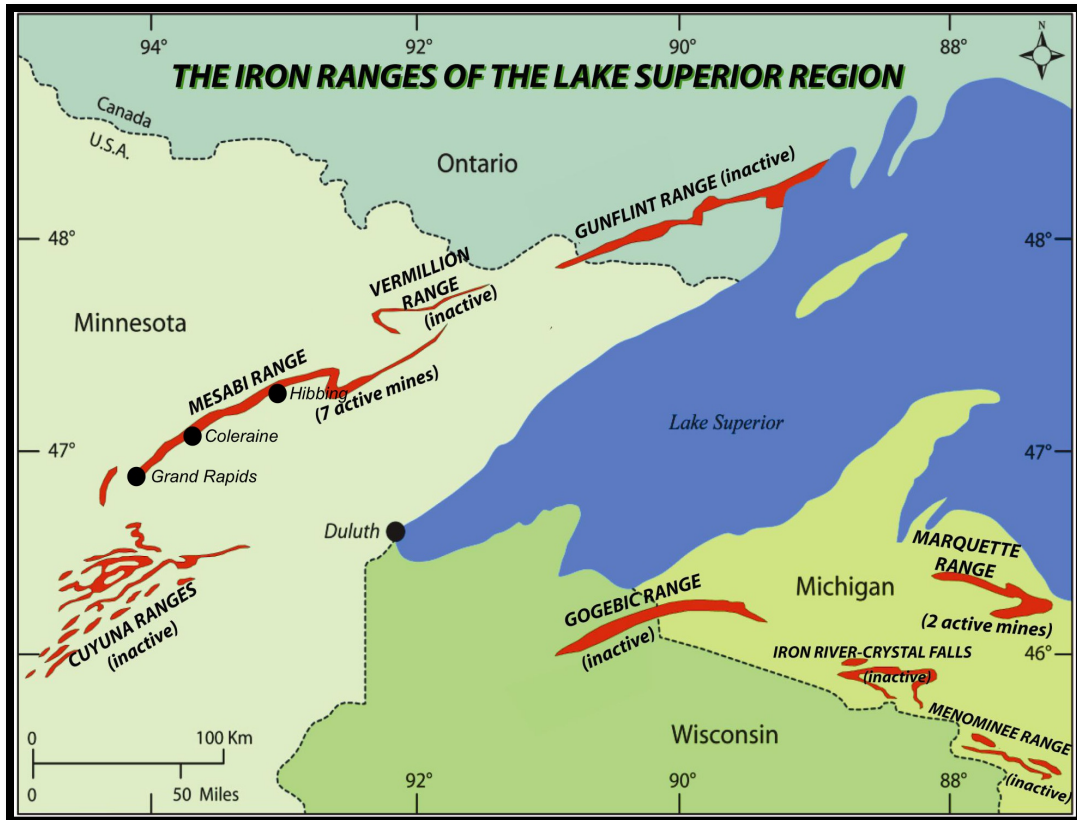 94°
92°
90°
88°
N
THE IRON RANGES OF THE LAKE SUPERIOR REGION
Canada
U.S.A.
Ontario
GUNFLINT RANGE (inactive)
48°
48°
VERMILLION
RANGE
(inactive)
Minnesota
MESABI RANGE
Hibbing
(7 active mines)
Coleraine
Lake Superior
47°
47°
Grand Rapids
Duluth
MARQUETTE
RANGE
Michigan
(2 active mines)
GOGEBIC RANGE
(inactive)
CUYUNA RANGES
(inactive)
IRON RIVER-CRYSTAL FALLS
(inactive)
46°
MENOMINEE RANGE
(inactive)
Wisconsin
0
100 Km
0
50 Miles
92°
90°
88°